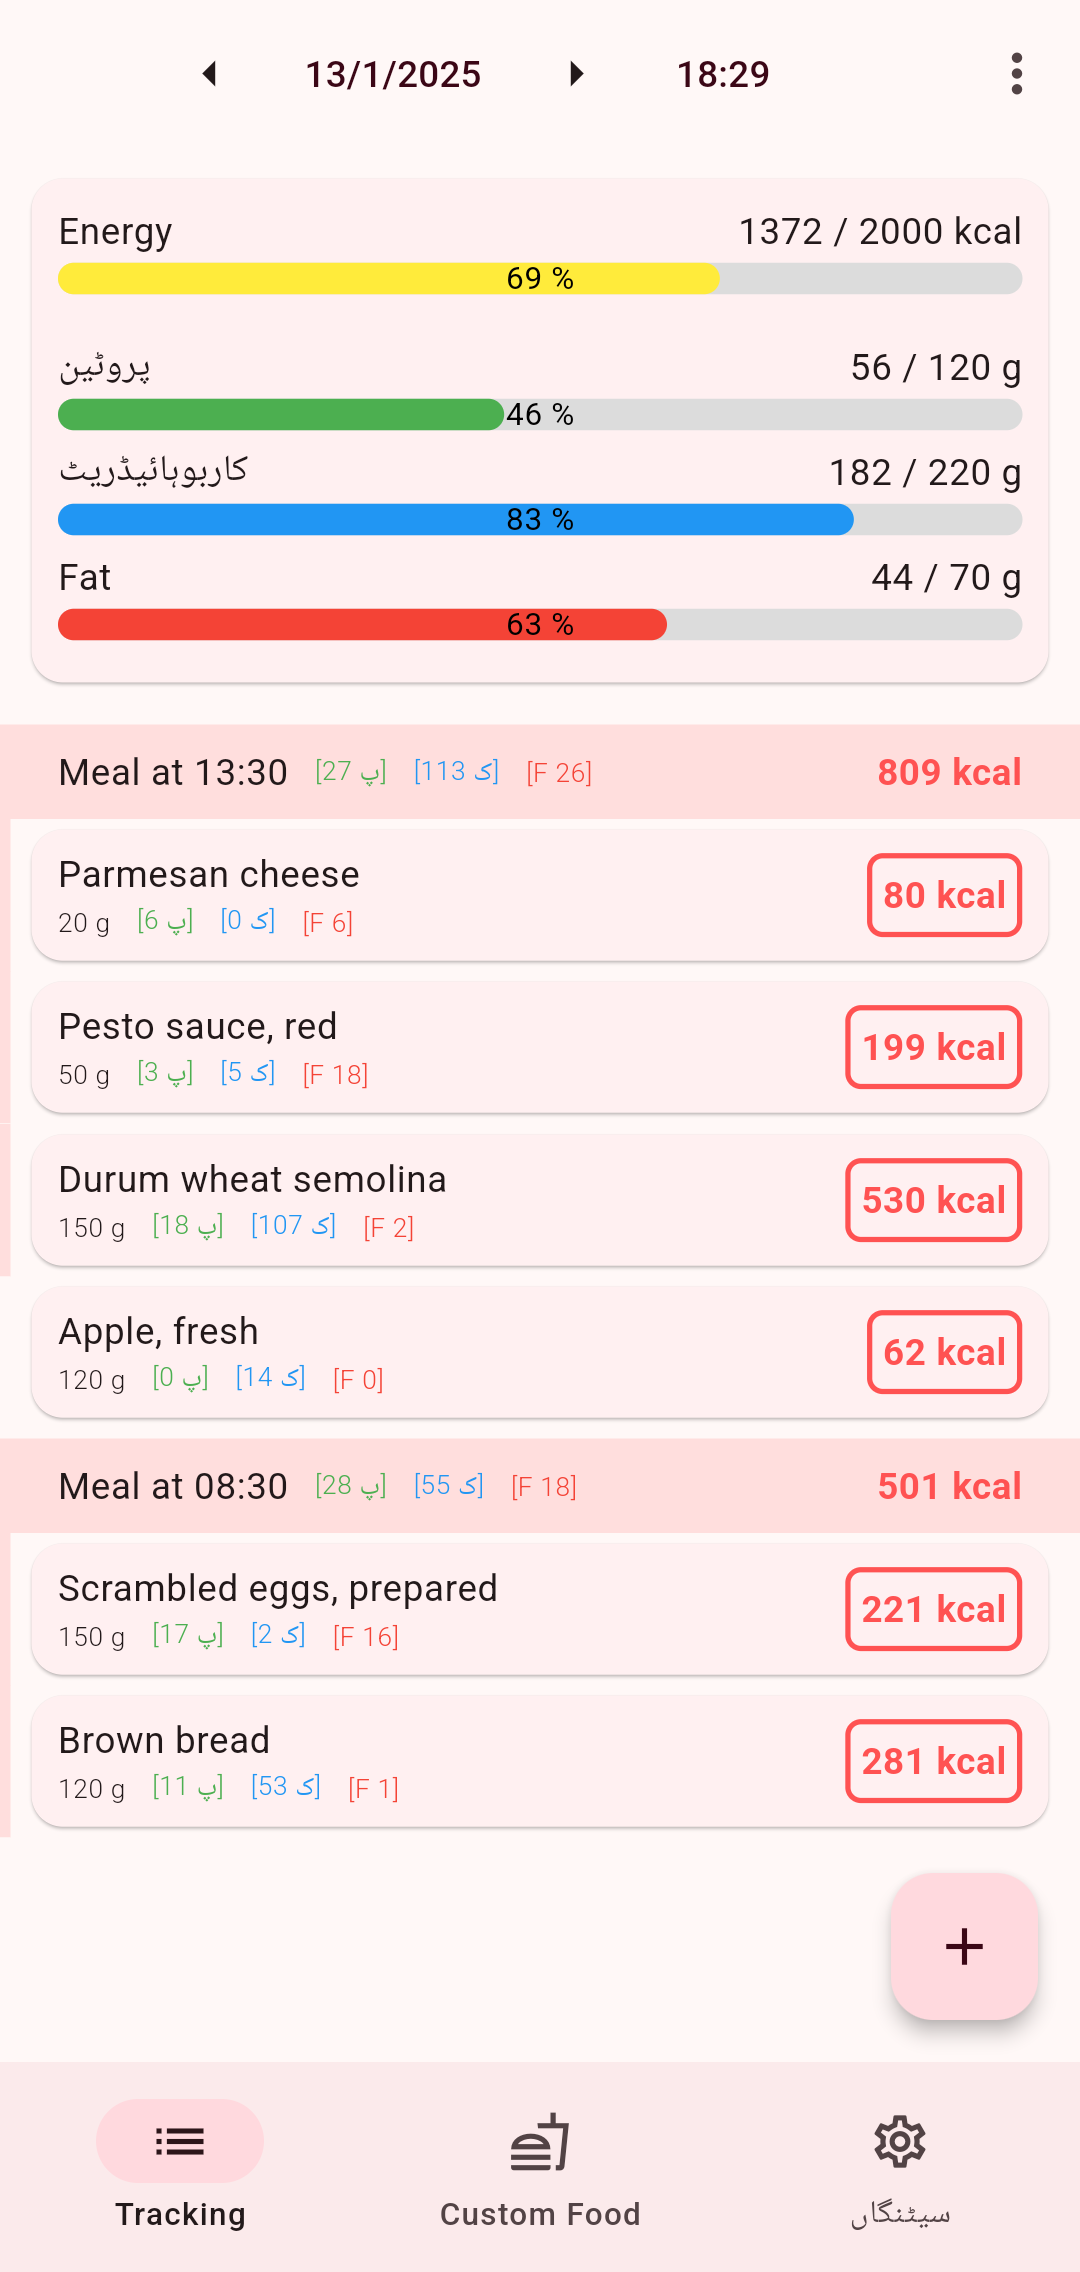 13/1/2025 18:29
Energy 1372 / 2000 kcal
69 %
پروٹین 56 / 120 g
46 %
کاربوہائیڈریٹ 182 / 220 g
83 %
Fat 44 / 70 g
63 %
Meal at 13:30 [27 پ] [113 ک] [F 26] 809 kcal
Parmesan cheese
20 g [6 پ] [0 ک] [F 6] 80 kcal
Pesto sauce, red
50 g [3 پ] [5 ک] [F 18] 199 kcal
Durum wheat semolina
150 g [18 پ] [107 ک] [F 2] 530 kcal
Apple, fresh
120 g [0 پ] [14 ک] [F 0] 62 kcal
Meal at 08:30 [28 پ] [55 ک] [F 18] 501 kcal
Scrambled eggs, prepared
150 g [17 پ] [2 ک] [F 16] 221 kcal
Brown bread
120 g [11 پ] [53 ک] [F 1] 281 kcal
Tracking Custom Food سیٹنگاں